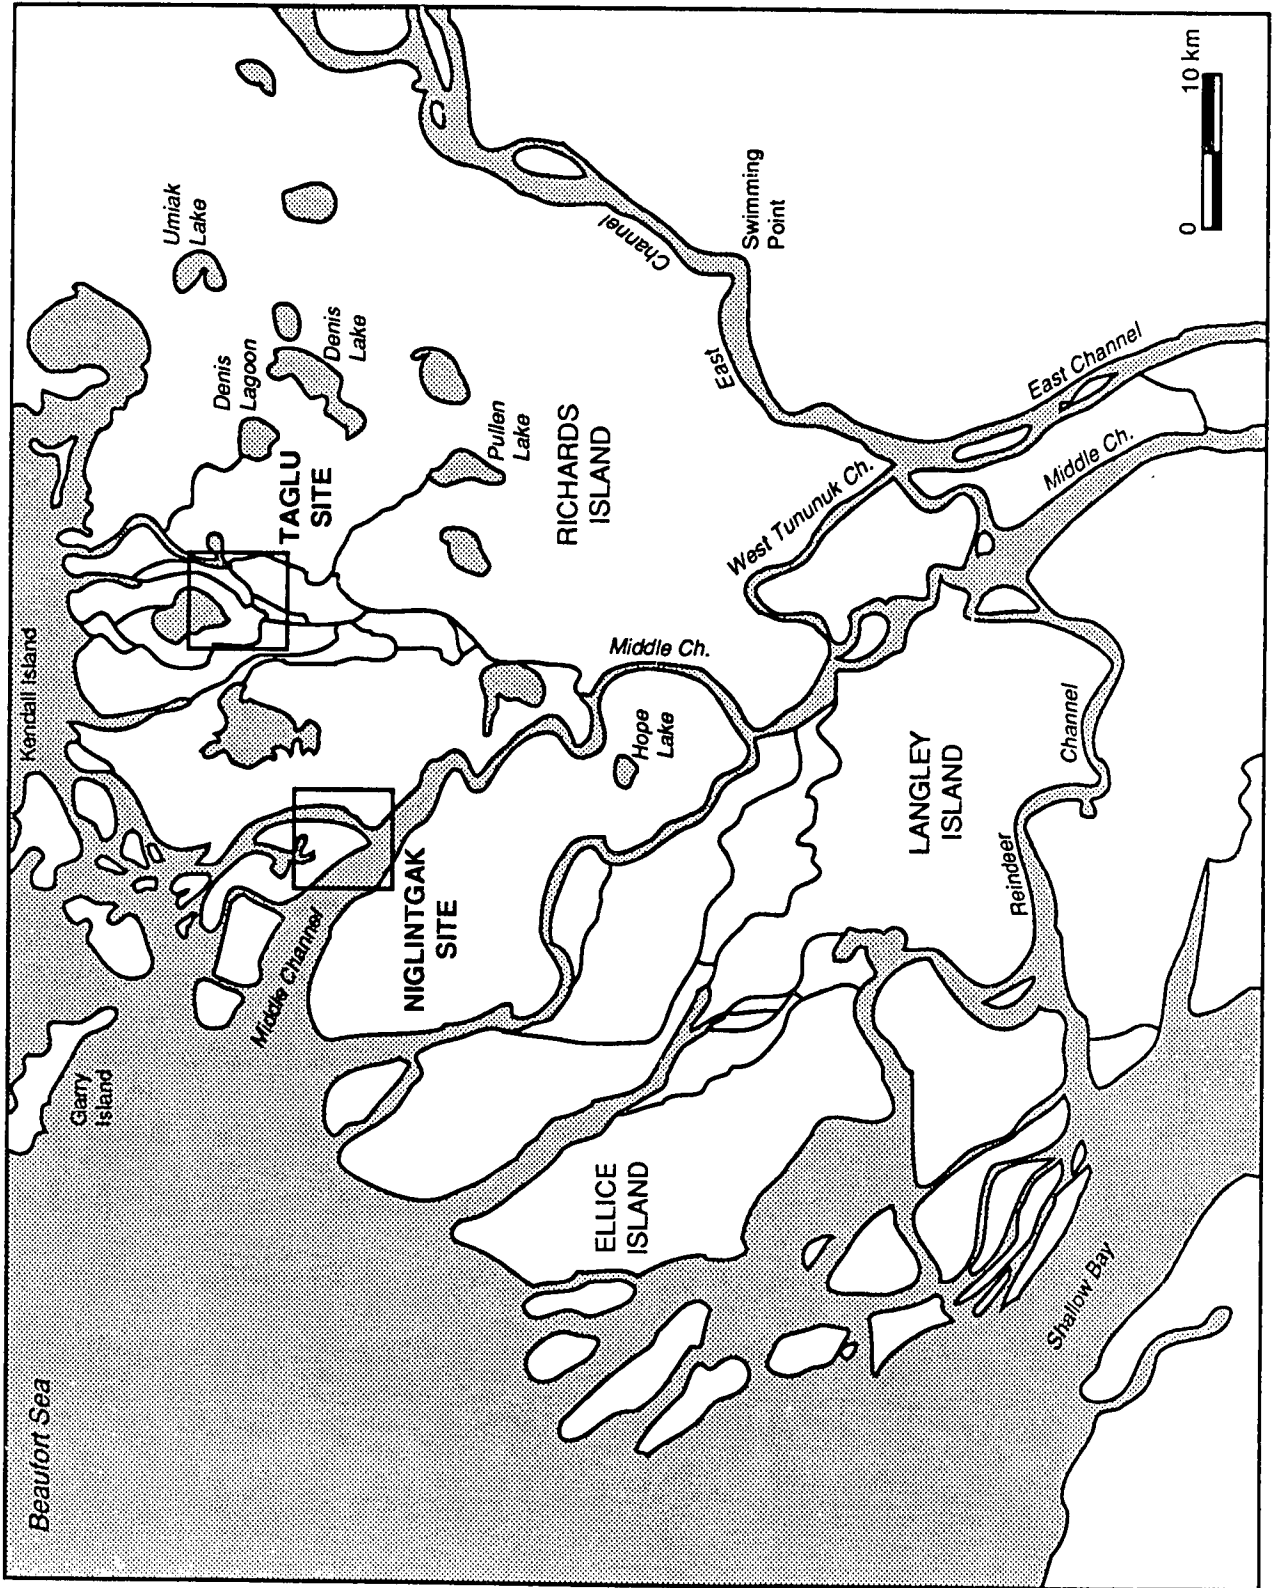 Beaufort Sea
Garry
Island
Kendall Island
Umiak
Lake
Denis
Lagoon
Denis
Lake
TAGLU
SITE
Pullen
Lake
RICHARDS
ISLAND
Middle Channel
NIGLINTGAK
SITE
Hope
Lake
Middle Ch.
East
Channel
Swimming
Point
West Tununuk Ch.
East Channel
Middle Ch.
LANGLEY
ISLAND
Reindeer
Channel
ELLICE
ISLAND
Shallow Bay
0
10 km